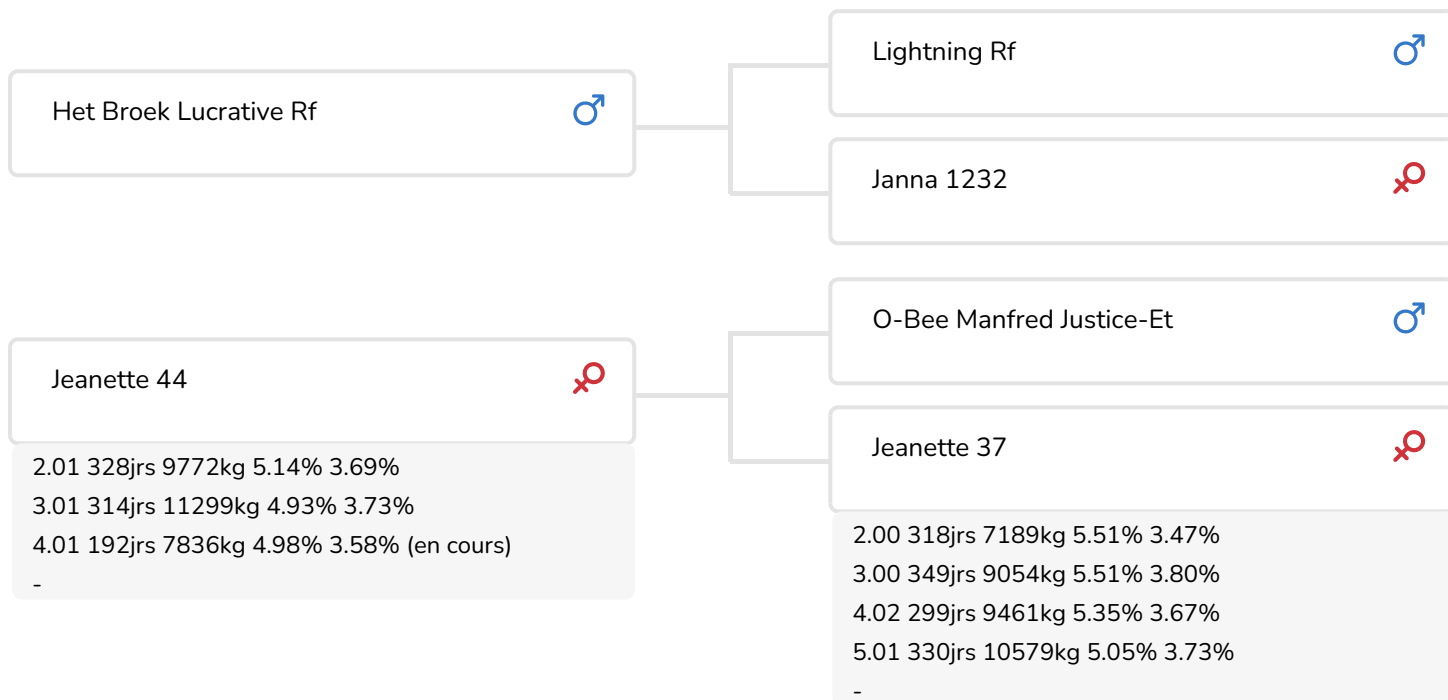 Het Broek Lucrative Rf
Lightning Rf
Janna 1232
Jeanette 44
2.01 328jrs 9772kg 5.14% 3.69%
3.01 314jrs 11299kg 4.93% 3.73%
4.01 192jrs 7836kg 4.98% 3.58% (en cours)
-
O-Bee Manfred Justice-Et
Jeanette 37
2.00 318jrs 7189kg 5.51% 3.47%
3.00 349jrs 9054kg 5.51% 3.80%
4.02 299jrs 9461kg 5.35% 3.67%
5.01 330jrs 10579kg 5.05% 3.73%
-